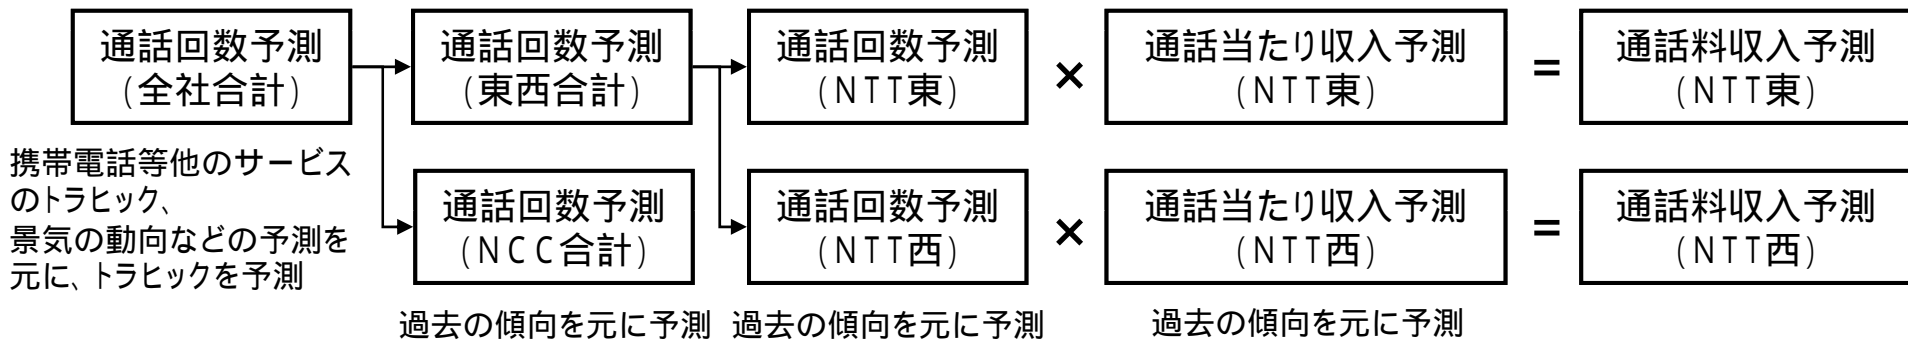 通話回数予測
(全社合計)
通話回数予測
(東西合計)
通話回数予測
(NTT東)
×
通話当たり収入予測
(NTT東)
=
通話料収入予測
(NTT東)
携帯電話等他のサービス
のトラヒック、
景気の動向などの予測を
元に、トラヒックを予測
通話回数予測
(NCC合計)
通話回数予測
(NTT西)
×
通話当たり収入予測
(NTT西)
=
通話料収入予測
(NTT西)
過去の傾向を元に予測
過去の傾向を元に予測
過去の傾向を元に予測